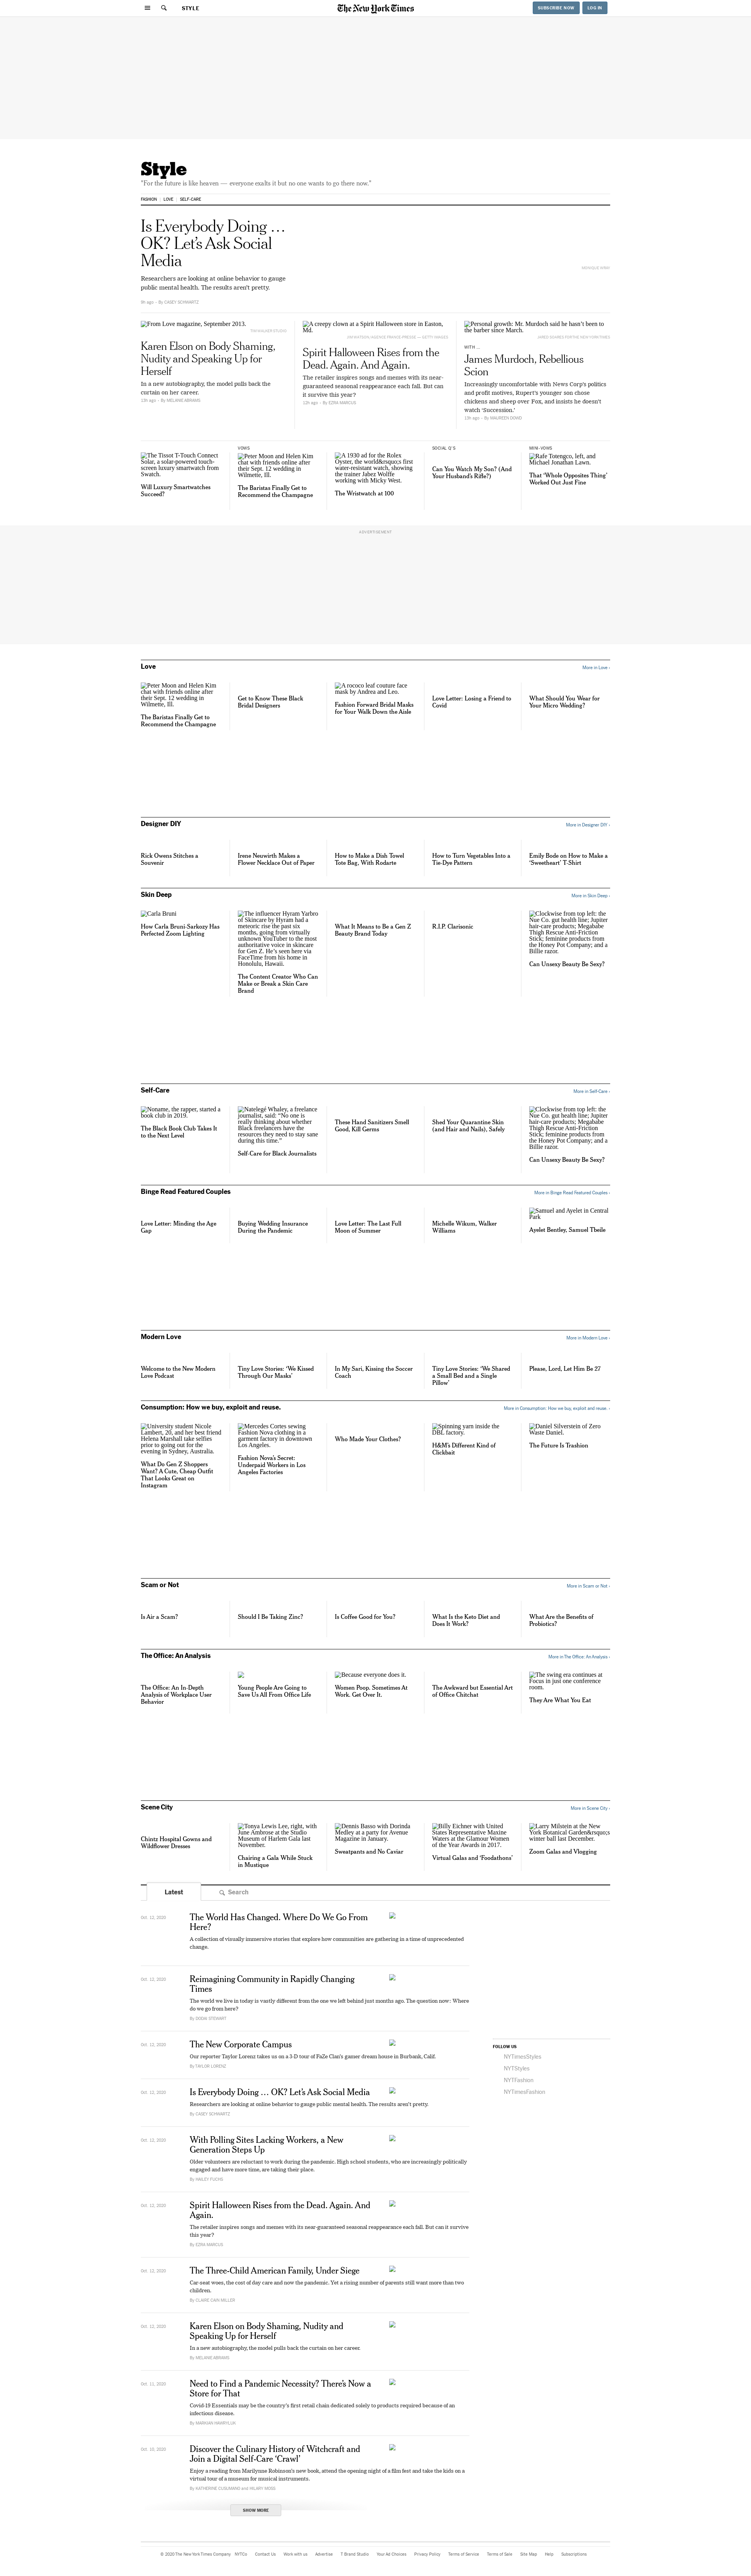 STYLE
The New York Times
SUBSCRIBE NOW
LOG IN
Style
"For the future is like heaven — everyone exalts it but no one wants to go there now."
FASHION
LOVE
SELF-CARE
Is Everybody Doing …
OK? Let's Ask Social
Media
Researchers are looking at online behavior to gauge
public mental health. The results aren't pretty.
9h ago · By CASEY SCHWARTZ
From Love magazine, September 2013.
Karen Elson on Body Shaming,
Nudity and Speaking Up for
Herself
In a new autobiography, the model pulls back the
curtain on her career.
13h ago · By MELANIE ABRAMS
A creepy clown at a Spirit Halloween store in Easton,
Md.
Spirit Halloween Rises from the
Dead. Again. And Again.
The retailer inspires songs and memes with its near-
guaranteed seasonal reappearance each fall. But can
it survive this year?
13h ago · By EZRA MARCUS
Personal growth: Mr. Murdoch said he hasn't been to
the barber since March.
WITH ...
James Murdoch, Rebellious
Scion
Increasingly uncomfortable with News Corp's politics
and profit motives, Rupert's younger son chose
chickens and sheep over Fox, and insists he doesn't
watch 'Succession.'
13h ago · By MAUREEN DOWD
The Tissot T-Touch Connect
Solar, a solar-powered touch-
screen luxury smartwatch from
Swatch.
Will Luxury Smartwatches
Succeed?
VOWS
Peter Moon and Helen Kim
chat with friends online after
their Sept. 12 wedding in
Wilmette, Ill.
The Baristas Finally Get to
Recommend the Champagne
A 1930 ad for the Rolex
Oyster, the world&rsquo;s first
water-resistant watch, showing
the trainer Jabez Wolffe
working with Micky West.
The Wristwatch at 100
SOCIAL Q'S
Can You Watch My Son? (And
Your Husband's Rifle?)
MINI-VOWS
Rafe Totengco, left, and
Michael Jonathan Lawn.
That 'Whole Opposites Thing'
Worked Out Just Fine
ADVERTISEMENT
Love
More in Love ›
Peter Moon and Helen Kim
chat with friends online after
their Sept. 12 wedding in
Wilmette, Ill.
The Baristas Finally Get to
Recommend the Champagne
Get to Know These Black
Bridal Designers
A rococo leaf couture face
mask by Andrea and Leo.
Fashion Forward Bridal Masks
for Your Walk Down the Aisle
Love Letter: Losing a Friend to
Covid
What Should You Wear for
Your Micro Wedding?
Designer DIY
More in Designer DIY ›
Rick Owens Stitches a
Souvenir
Irene Neuwirth Makes a
Flower Necklace Out of Paper
How to Make a Dish Towel
Tote Bag, With Rodarte
How to Turn Vegetables Into a
Tie-Dye Pattern
Emily Bode on How to Make a
'Sweetheart' T-Shirt
Skin Deep
More in Skin Deep ›
Carla Bruni
How Carla Bruni-Sarkozy Has
Perfected Zoom Lighting
The influencer Hyram Yarbro
of Skincare by Hyram had a
meteoric rise the past six
months, going from virtually
unknown YouTuber to the most
authoritative voice in skincare
for Gen Z. He's seen here via
FaceTime from his home in
Honolulu, Hawaii.
The Content Creator Who Can
Make or Break a Skin Care
Brand
What It Means to Be a Gen Z
Beauty Brand Today
R.I.P. Clarisonic
Clockwise from top left: the
Nue Co. gut health line; Jupiter
hair-care products; Megababe
Thigh Rescue Anti-Friction
Stick; feminine products from
the Honey Pot Company; and a
Billie razor.
Can Unsexy Beauty Be Sexy?
Self-Care
More in Self-Care ›
Noname, the rapper, started a
book club in 2019.
The Black Book Club Takes It
to the Next Level
Natelegé Whaley, a freelance
journalist, said: "No one is
really thinking about whether
Black freelancers have the
resources they need to stay sane
during this time."
Self-Care for Black Journalists
These Hand Sanitizers Smell
Good, Kill Germs
Shed Your Quarantine Skin
(and Hair and Nails), Safely
Clockwise from top left: the
Nue Co. gut health line; Jupiter
hair-care products; Megababe
Thigh Rescue Anti-Friction
Stick; feminine products from
the Honey Pot Company; and a
Billie razor.
Can Unsexy Beauty Be Sexy?
Binge Read Featured Couples
More in Binge Read Featured Couples ›
Love Letter: Minding the Age
Gap
Buying Wedding Insurance
During the Pandemic
Love Letter: The Last Full
Moon of Summer
Michelle Wikum, Walker
Williams
Samuel and Ayelet in Central
Park
Ayelet Bentley, Samuel Tbeile
Modern Love
More in Modern Love ›
Welcome to the New Modern
Love Podcast
Tiny Love Stories: 'We Kissed
Through Our Masks'
In My Sari, Kissing the Soccer
Coach
Tiny Love Stories: 'We Shared
a Small Bed and a Single
Pillow'
Please, Lord, Let Him Be 27
Consumption: How we buy, exploit and reuse.
More in Consumption: How we buy, exploit and reuse. ›
University student Nicole
Lambert, 20, and her best friend
Helena Marshall take selfies
prior to going out for the
evening in Sydney, Australia.
What Do Gen Z Shoppers
Want? A Cute, Cheap Outfit
That Looks Great on
Instagram
Mercedes Cortes sewing
Fashion Nova clothing in a
garment factory in downtown
Los Angeles.
Fashion Nova's Secret:
Underpaid Workers in Los
Angeles Factories
Who Made Your Clothes?
Spinning yarn inside the
DBL factory.
H&M's Different Kind of
Clickbait
Daniel Silverstein of Zero
Waste Daniel.
The Future Is Trashion
Scam or Not
More in Scam or Not ›
Is Air a Scam?
Should I Be Taking Zinc?
Is Coffee Good for You?
What Is the Keto Diet and
Does It Work?
What Are the Benefits of
Probiotics?
The Office: An Analysis
More in The Office: An Analysis ›
The Office: An In-Depth
Analysis of Workplace User
Behavior
Young People Are Going to
Save Us All From Office Life
Because everyone does it.
Women Poop. Sometimes At
Work. Get Over It.
The Awkward but Essential Art
of Office Chitchat
The swing era continues at
Focus in just one conference
room.
They Are What You Eat
Scene City
More in Scene City ›
Chintz Hospital Gowns and
Wildflower Dresses
Tonya Lewis Lee, right, with
June Ambrose at the Studio
Museum of Harlem Gala last
November.
Chairing a Gala While Stuck
in Mustique
Dennis Basso with Dorinda
Medley at a party for Avenue
Magazine in January.
Sweatpants and No Caviar
Billy Eichner with United
States Representative Maxine
Waters at the Glamour Women
of the Year Awards in 2017.
Virtual Galas and 'Foodathons'
Larry Milstein at the New
York Botanical Garden&rsquo;s
winter ball last December.
Zoom Galas and Vlogging
Latest
Search
Oct. 12, 2020
The World Has Changed. Where Do We Go From
Here?
A collection of visually immersive stories that explore how communities are gathering in a time of unprecedented
change.
Oct. 12, 2020
Reimagining Community in Rapidly Changing
Times
The world we live in today is vastly different from the one we left behind just months ago. The question now: Where
do we go from here?
By DODAI STEWART
Oct. 12, 2020
The New Corporate Campus
Our reporter Taylor Lorenz takes us on a 3-D tour of FaZe Clan's gamer dream house in Burbank, Calif.
By TAYLOR LORENZ
Oct. 12, 2020
Is Everybody Doing … OK? Let's Ask Social Media
Researchers are looking at online behavior to gauge public mental health. The results aren't pretty.
By CASEY SCHWARTZ
Oct. 12, 2020
With Polling Sites Lacking Workers, a New
Generation Steps Up
Older volunteers are reluctant to work during the pandemic. High school students, who are increasingly politically
engaged and have more time, are taking their place.
By HAILEY FUCHS
Oct. 12, 2020
Spirit Halloween Rises from the Dead. Again. And
Again.
The retailer inspires songs and memes with its near-guaranteed seasonal reappearance each fall. But can it survive
this year?
By EZRA MARCUS
Oct. 12, 2020
The Three-Child American Family, Under Siege
Car-seat woes, the cost of day care and now the pandemic. Yet a rising number of parents still want more than two
children.
By CLAIRE CAIN MILLER
Oct. 12, 2020
Karen Elson on Body Shaming, Nudity and
Speaking Up for Herself
In a new autobiography, the model pulls back the curtain on her career.
By MELANIE ABRAMS
Oct. 11, 2020
Need to Find a Pandemic Necessity? There's Now a
Store for That
Covid-19 Essentials may be the country's first retail chain dedicated solely to products required because of an
infectious disease.
Oct. 10, 2020
Discover the Culinary History of Witchcraft and
Join a Digital Self-Care 'Crawl'
Enjoy a reading from Marilynne Robinson's new book, attend the opening night of a film fest and take the kids on a
virtual tour of a museum for musical instruments.
By KATHERINE CUSUMANO and HILARY MOSS
SHOW MORE
FOLLOW US
NYTimesStyles
NYTStyles
NYTFashion
NYTimesFashion
© 2020 The New York Times Company
NYTCo
Contact Us
Work with us
Advertise
T Brand Studio
Your Ad Choices
Privacy Policy
Terms of Service
Terms of Sale
Site Map
Help
Subscriptions